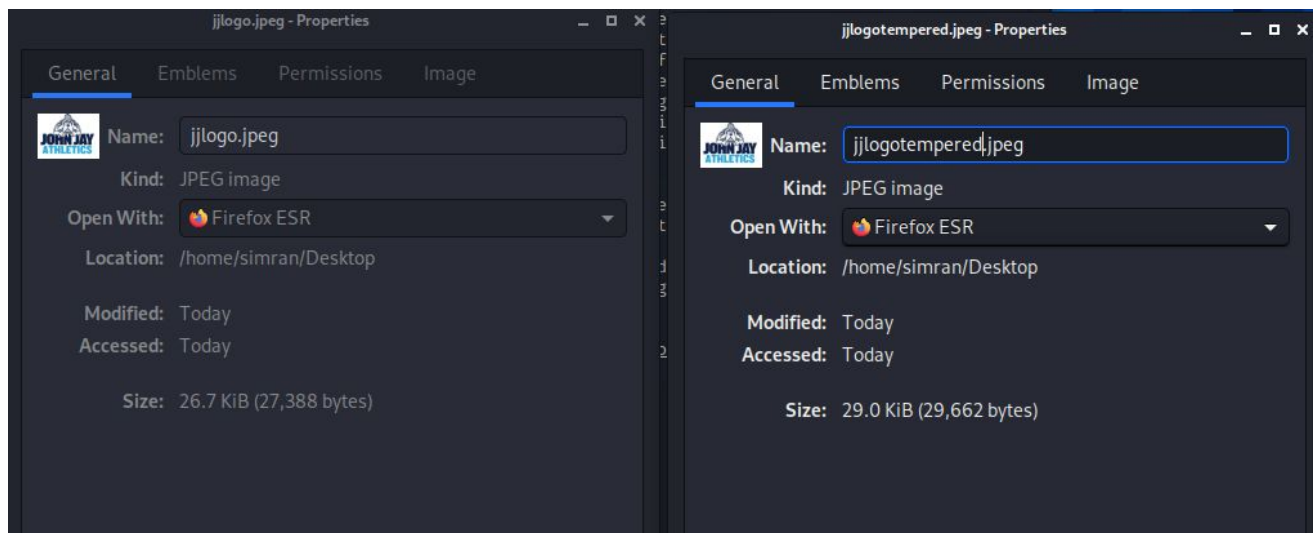 jjlogo.jpeg - Properties
General Emblems Permissions Image
JOHN JAY
ATHLETICS
Name: jjlogo.jpeg
Kind: JPEG image
Open With: Firefox ESR
Location: /home/simran/Desktop
Modified: Today
Accessed: Today
Size: 26.7 KiB (27,388 bytes)
jjlogotempered.jpeg - Properties
General Emblems Permissions Image
JOHN JAY
ATHLETICS
Name: jjlogotempered.jpeg
Kind: JPEG image
Open With: Firefox ESR
Location: /home/simran/Desktop
Modified: Today
Accessed: Today
Size: 29.0 KiB (29,662 bytes)